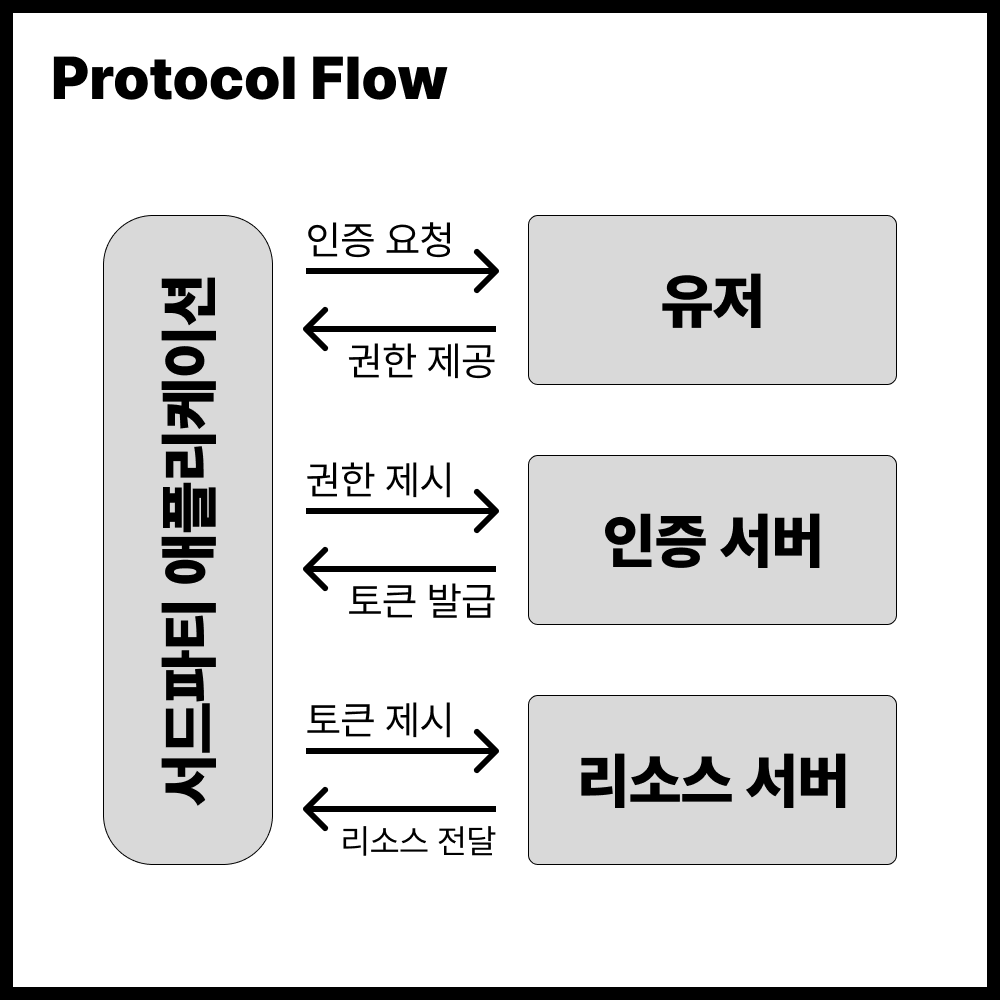 Protocol Flow
서드파티 애플리케이션
인증 요청
권한 제공
유저
권한 제시
토큰 발급
인증 서버
토큰 제시
리소스 전달
리소스 서버